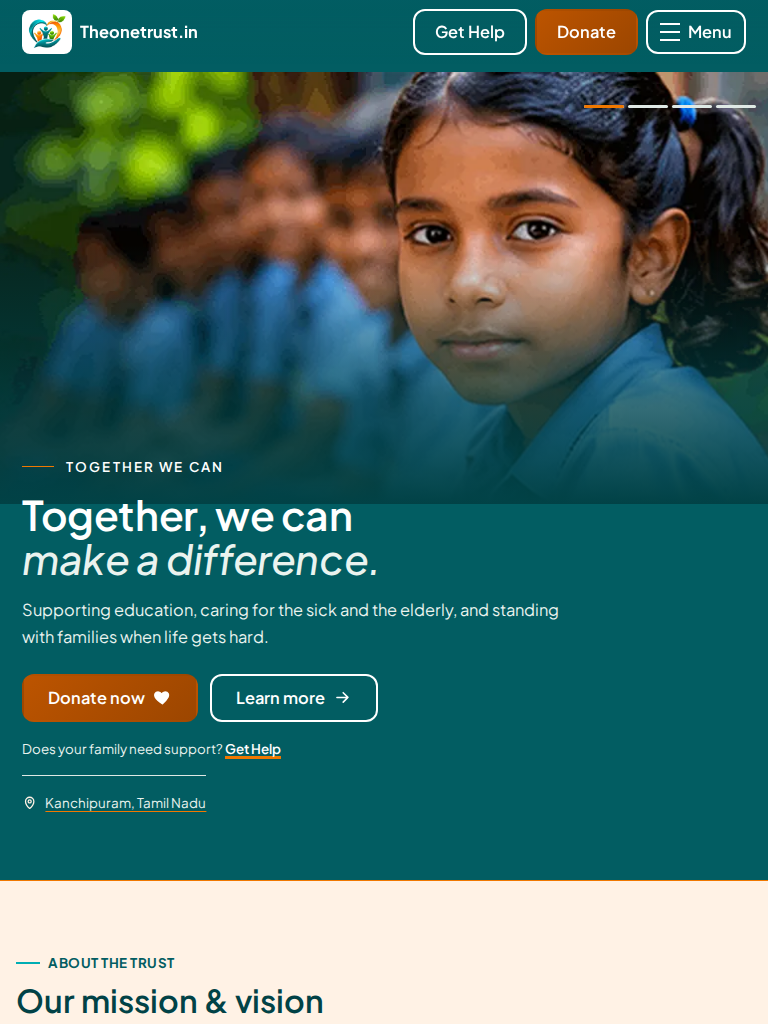 Theonetrust.in
Get Help
Donate
Menu
TOGETHER WE CAN
Together, we can
make a difference.
Supporting education, caring for the sick and the elderly, and standing
with families when life gets hard.
Donate now
Learn more
Does your family need support? Get Help
Kanchipuram, Tamil Nadu
ABOUT THE TRUST
Our mission & vision